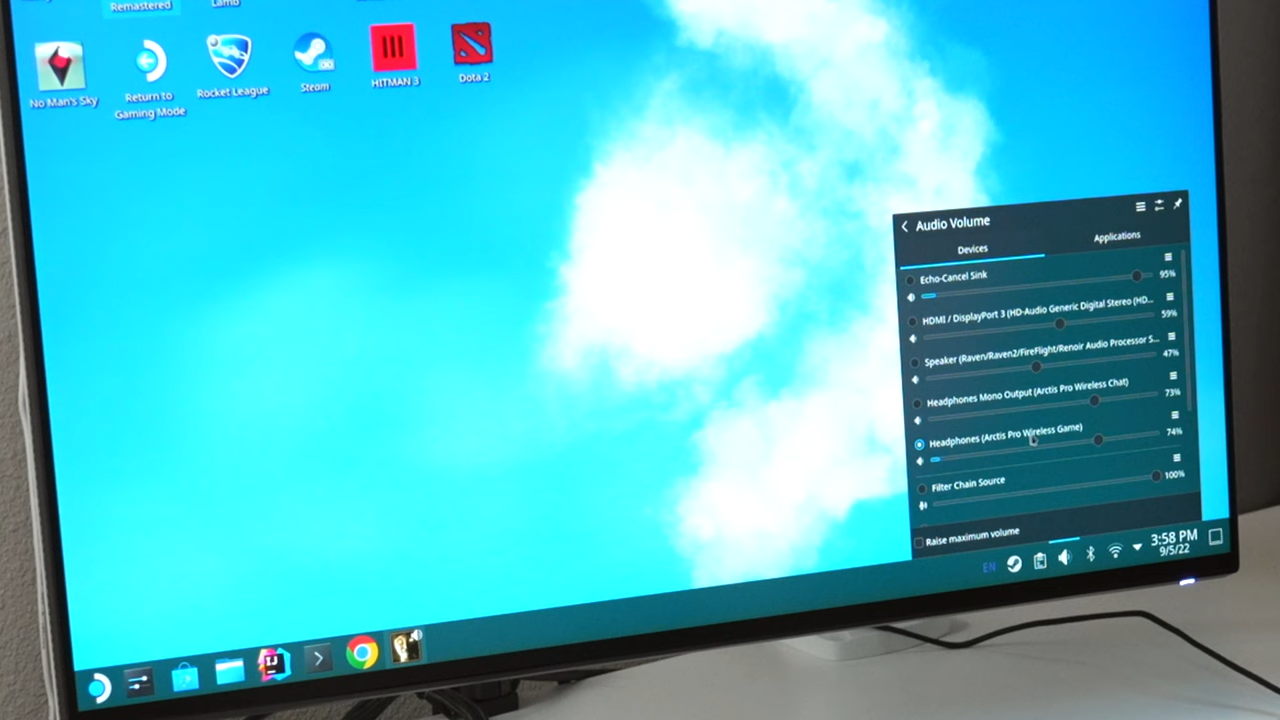 Remastered
No Man's Sky
Return to
Gaming Mode
Rocket League
Steam
HITMAN 3
Dota 2
Audio Volume
Devices
Applications
Echo-Cancel Sink
95%
HDMI / DisplayPort 3 (HD-Audio Generic Digital Stereo (HD...
59%
Speaker (Raven/Raven2/FireFlight/Renoir Audio Processor S...
47%
Headphones Mono Output (Arctis Pro Wireless Chat)
73%
Headphones (Arctis Pro Wireless Game)
74%
Filter Chain Source
100%
Raise maximum volume
EN
3:58 PM
9/5/22
IJ